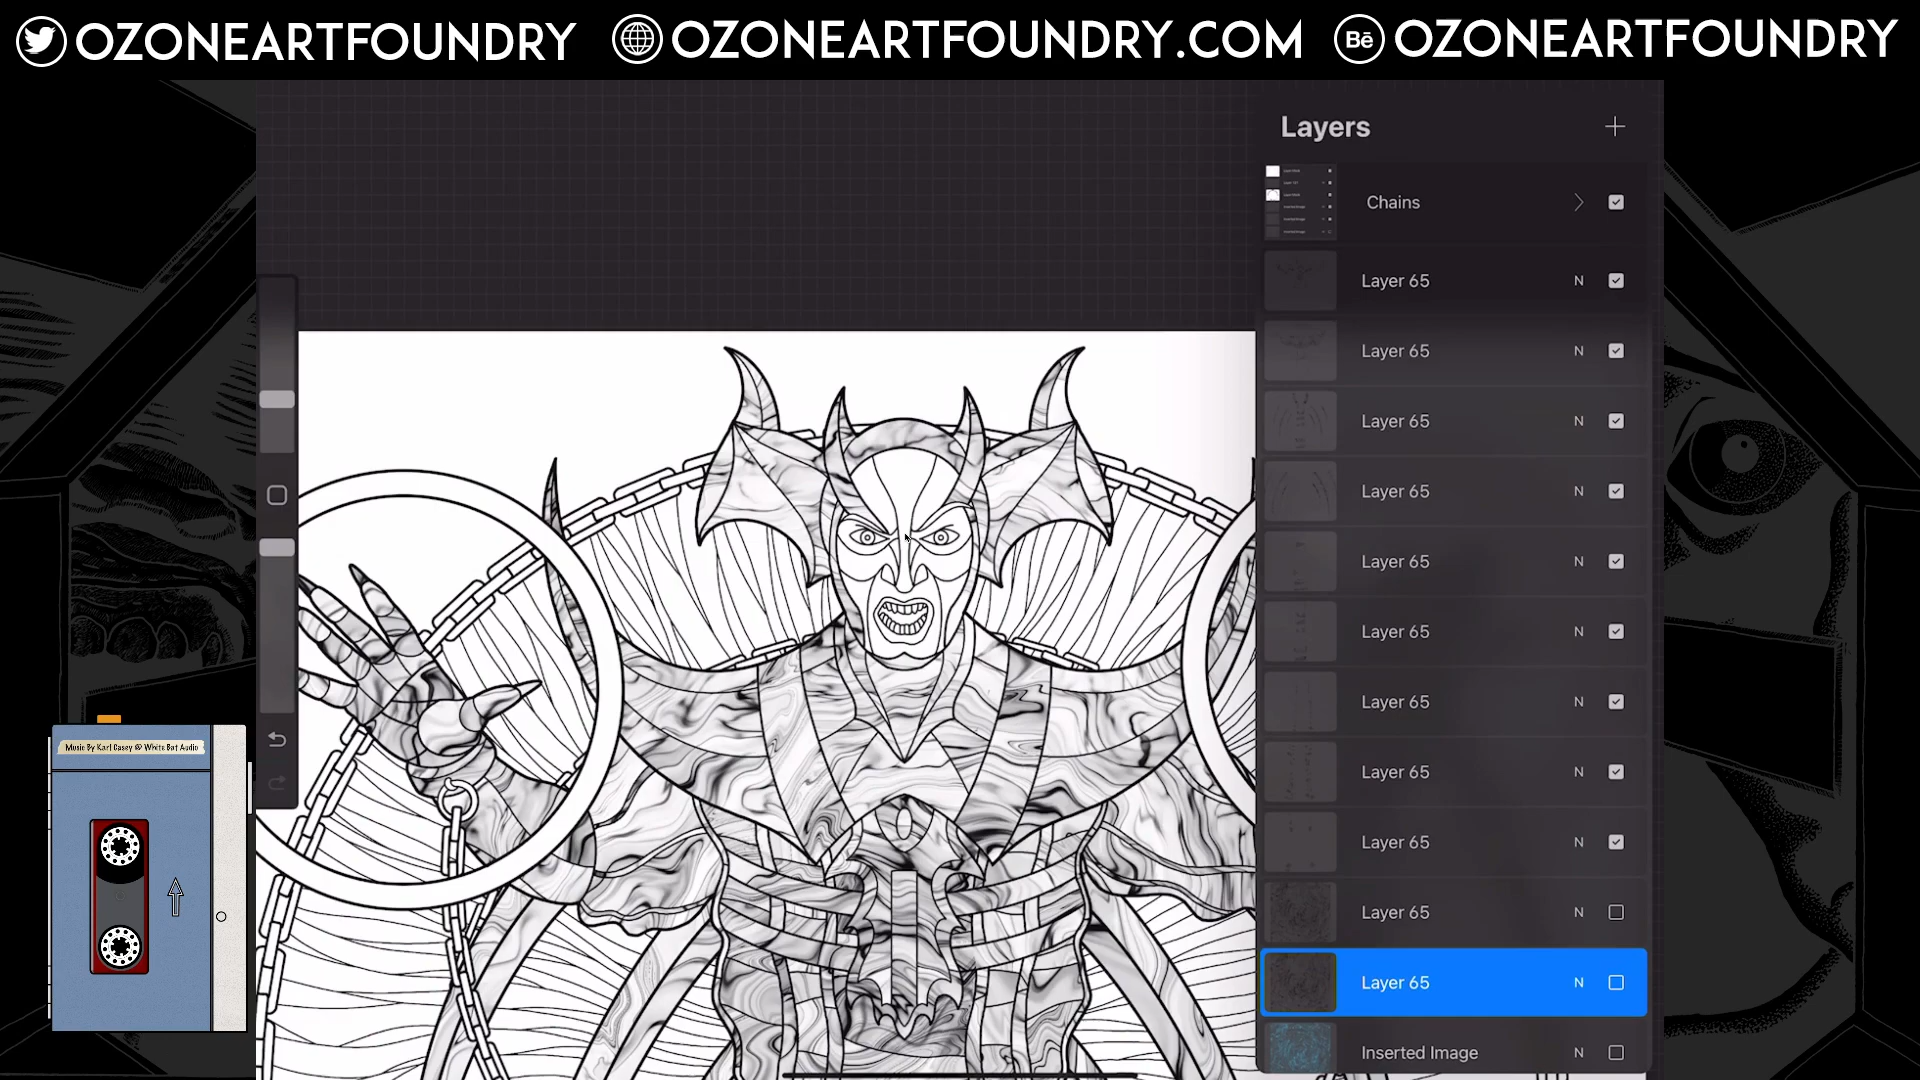 OZONEARTFOUNDRY
OZONEARTFOUNDRY.COM
Bē OZONEARTFOUNDRY
Layers
Chains
Layer 65 N
Layer 65 N
Layer 65 N
Layer 65 N
Layer 65 N
Layer 65 N
Layer 65 N
Layer 65 N
Layer 65 N
Layer 65 N
Layer 65 N
Inserted Image N
Music By Karl Casey @ White Bat Audio